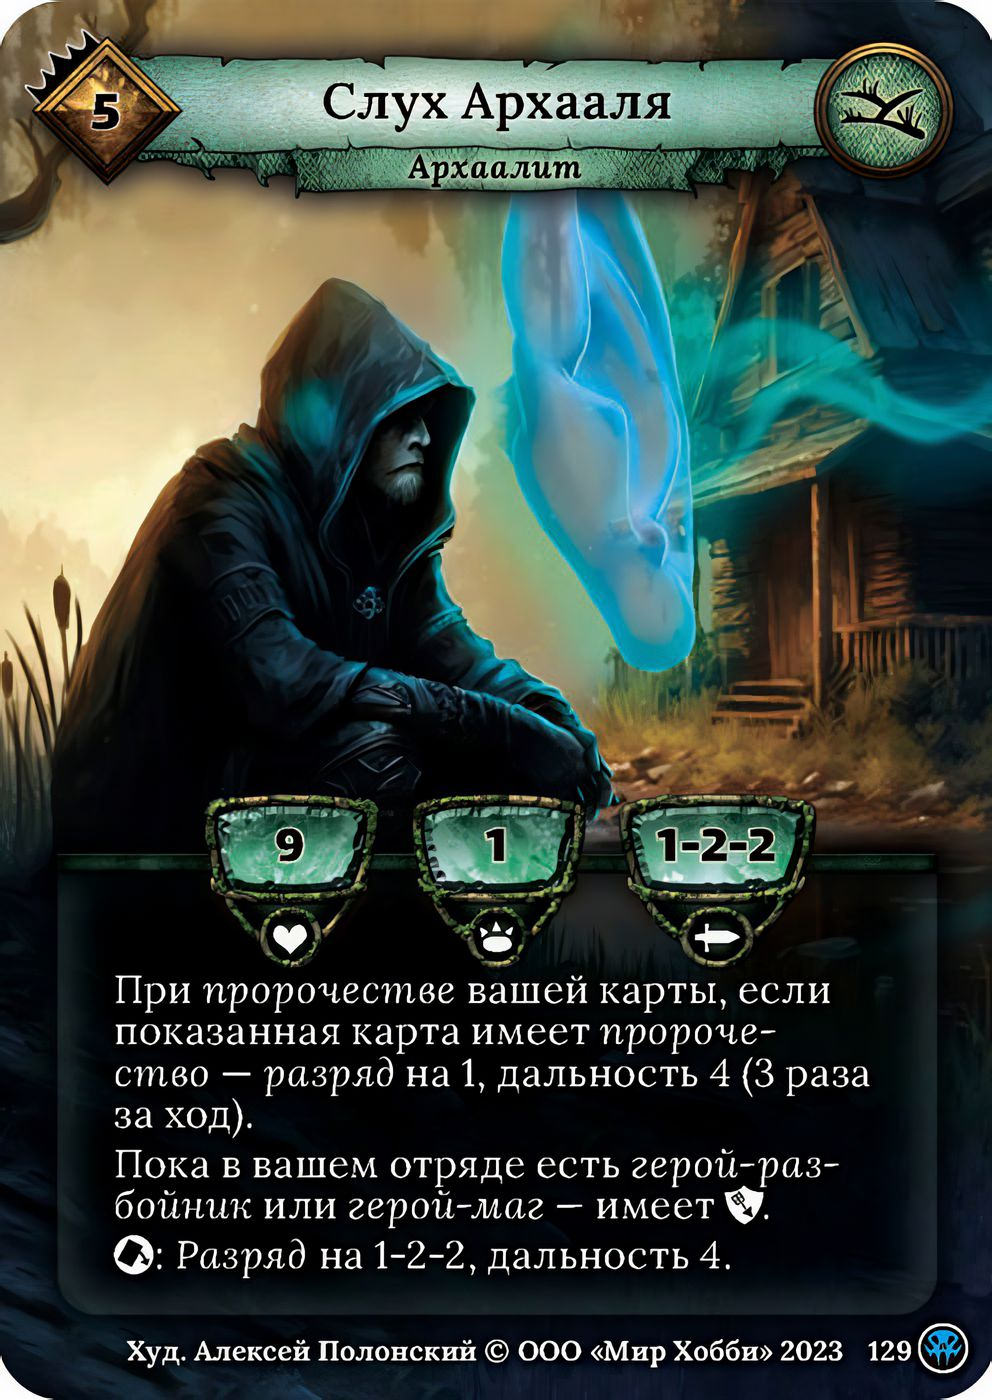 5
Слух Архааля
Архаалит
9
1
1-2-2
При пророчестве вашей карты, если
показанная карта имеет пророче-
ство — разряд на 1, дальность 4 (3 раза
за ход).
Пока в вашем отряде есть герой-раз-
бойник или герой-маг — имеет .
: Разряд на 1-2-2, дальность 4.
Худ. Алексей Полонский © ООО «Мир Хобби» 2023 129